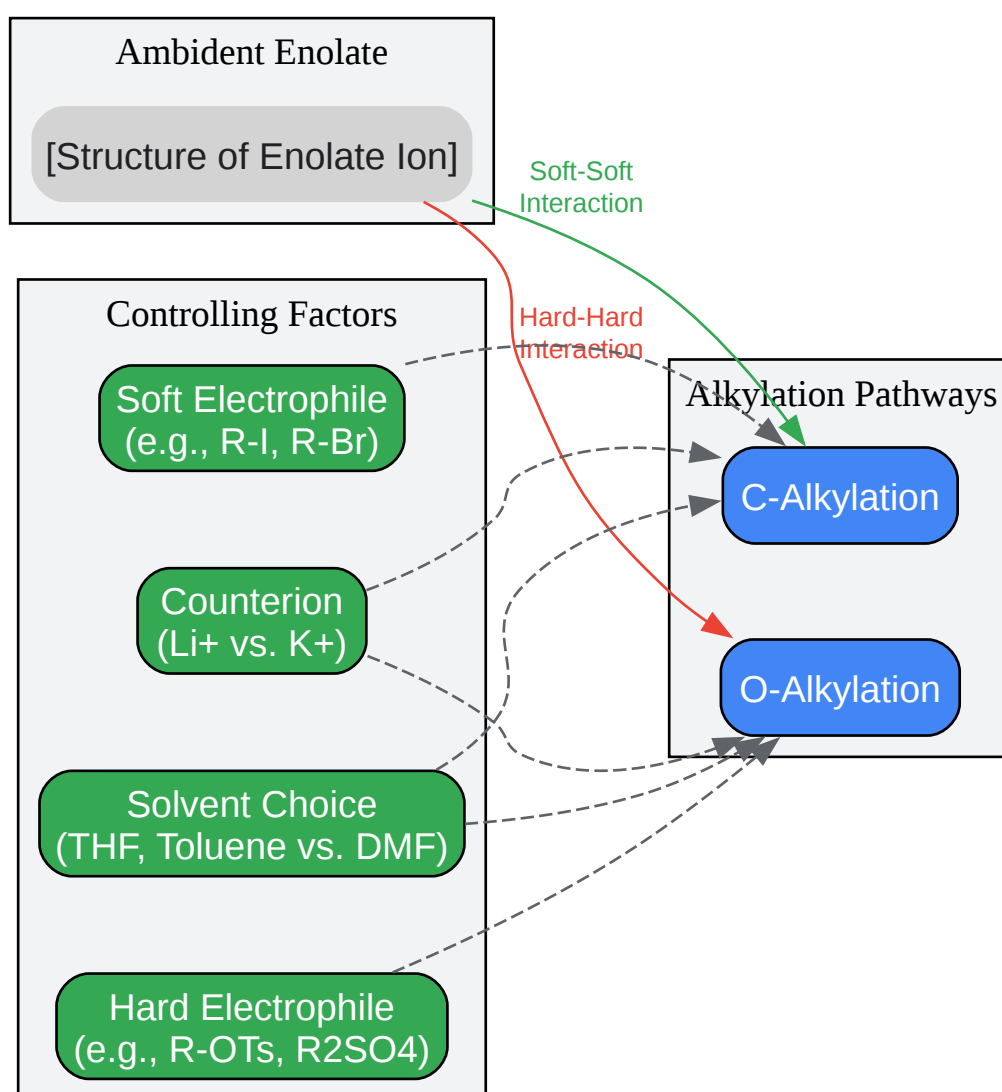 Ambident Enolate
[Structure of Enolate Ion]
Soft-Soft
Interaction
Controlling Factors
Hard-Hard
Interaction
Soft Electrophile
(e.g., R-I, R-Br)
Alkylation Pathways
C-Alkylation
Counterion
(Li+ vs. K+)
O-Alkylation
Solvent Choice
(THF, Toluene vs. DMF)
Hard Electrophile
(e.g., R-OTs, R2SO4)